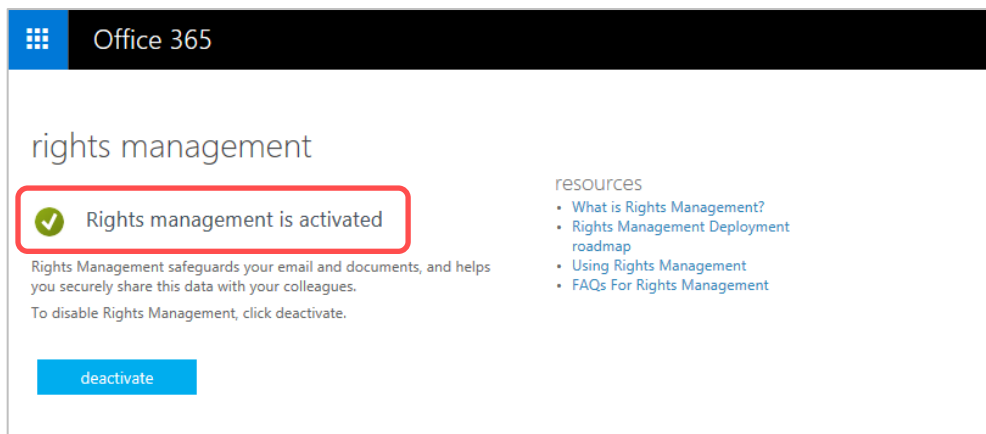 Office 365
rights management
Rights management is activated
Rights Management safeguards your email and documents, and helps
you securely share this data with your colleagues.
To disable Rights Management, click deactivate.
deactivate
resources
• What is Rights Management?
• Rights Management Deployment
roadmap
• Using Rights Management
• FAQs For Rights Management